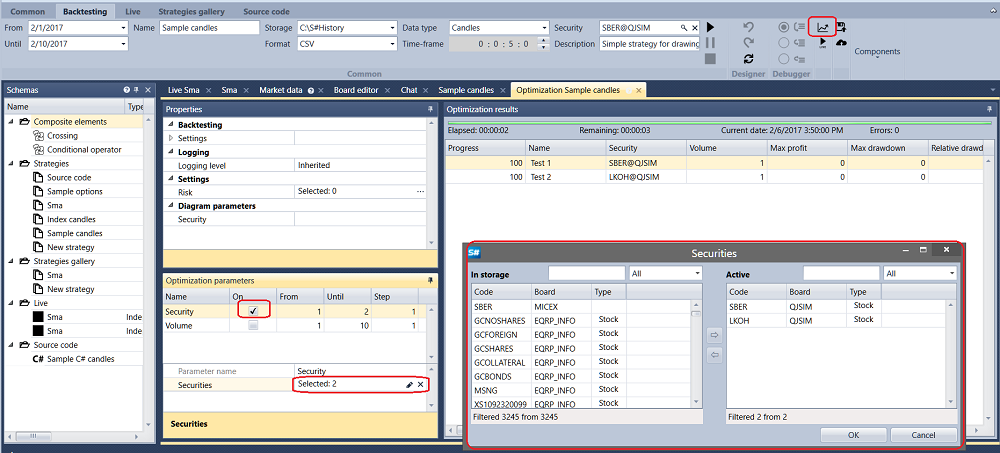 Common Backtesting Live Strategies gallery Source code
From 2/1/2017 Name Sample candles Storage C:\S#History Data type Candles Security SBER@QJSIM
Until 2/10/2017 Format CSV Time-frame 0 : 0 : 5 : 0 Description Simple strategy for drawing
Components
Common Designer Debugger
Schemas
Live Sma Sma Market data Board editor Chat Sample candles Optimization Sample candles
Name Type
Composite elements
Crossing
Conditional operator
Strategies
Source code
Sample options
Sma
Index candles
Sample candles
New strategy
Strategies gallery
Sma
New strategy
Live
Sma Inde
Sma Inde
Source code
C# Sample C# candles
Properties
Backtesting
Settings
Logging
Logging level Inherited
Settings
Risk Selected: 0 ...
Diagram parameters
Security
Optimization parameters
Name On From Until Step
Security 1 2 1
Volume 1 10 1
Parameter name Security
Securities Selected: 2
Securities
Optimization results
Elapsed: 00:00:02 Remaining: 00:00:03 Current date: 2/6/2017 3:50:00 PM Errors: 0
Progress Name Security Volume Max profit Max drawdown Relative drawd
100 Test 1 SBER@QJSIM 1 0 0
100 Test 2 LKOH@QJSIM 1 0 0
S# Securities
In storage All Active All
Code Board Type Code Board Type
SBER MICEX SBER QJSIM Stock
GCNOSHARES EQRP_INFO Stock LKOH QJSIM Stock
GCFOREIGN EQRP_INFO Stock
GCSHARES EQRP_INFO Stock
GCOLLATERAL EQRP_INFO Stock
GCBONDS EQRP_INFO Stock
MSNG EQRP_INFO Stock
XS1092320099 EQRP_INFO Stock
Filtered 3245 from 3245 Filtered 2 from 2
OK Cancel